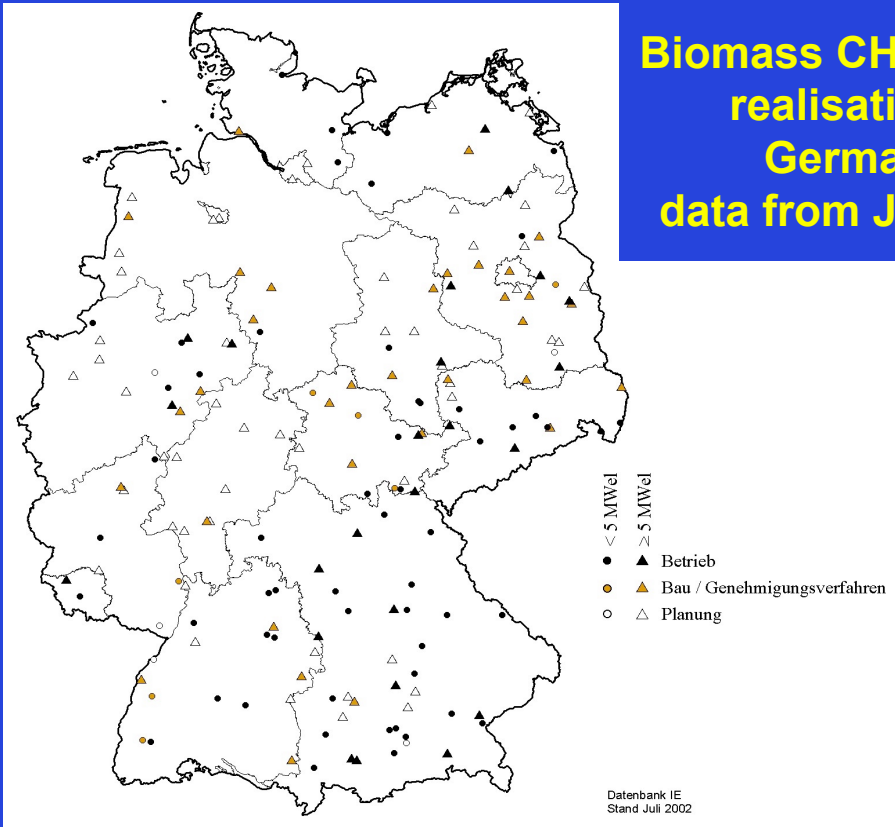 Biomass CH
realisati
Germa
data from J
< 5 MWel
≥ 5 MWel
Betrieb
Bau / Genehmigungsverfahren
Planung
Datenbank IE
Stand Juli 2002